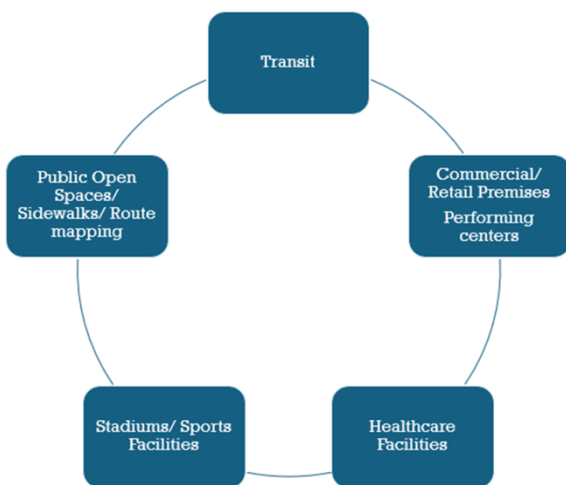 Transit
Commercial/
Retail Premises
Performing
centers
Healthcare
Facilities
Stadiums/ Sports
Facilities
Public Open
Spaces/
Sidewalks/ Route
mapping